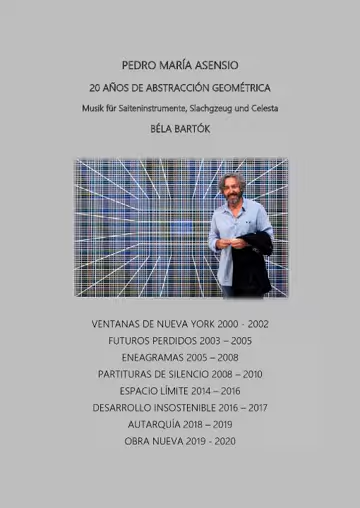 PEDRO MARÍA ASENSIO
20 AÑOS DE ABSTRACCIÓN GEOMÉTRICA
Musik für Saiteninstrumente, Slachgzeug und Celesta
BÉLA BARTÓK
VENTANAS DE NUEVA YORK 2000 - 2002
FUTUROS PERDIDOS 2003 – 2005
ENEAGRAMAS 2005 – 2008
PARTITURAS DE SILENCIO 2008 – 2010
ESPACIO LÍMITE 2014 – 2016
DESARROLLO INSOSTENIBLE 2016 – 2017
AUTARQUÍA 2018 – 2019
OBRA NUEVA 2019 - 2020